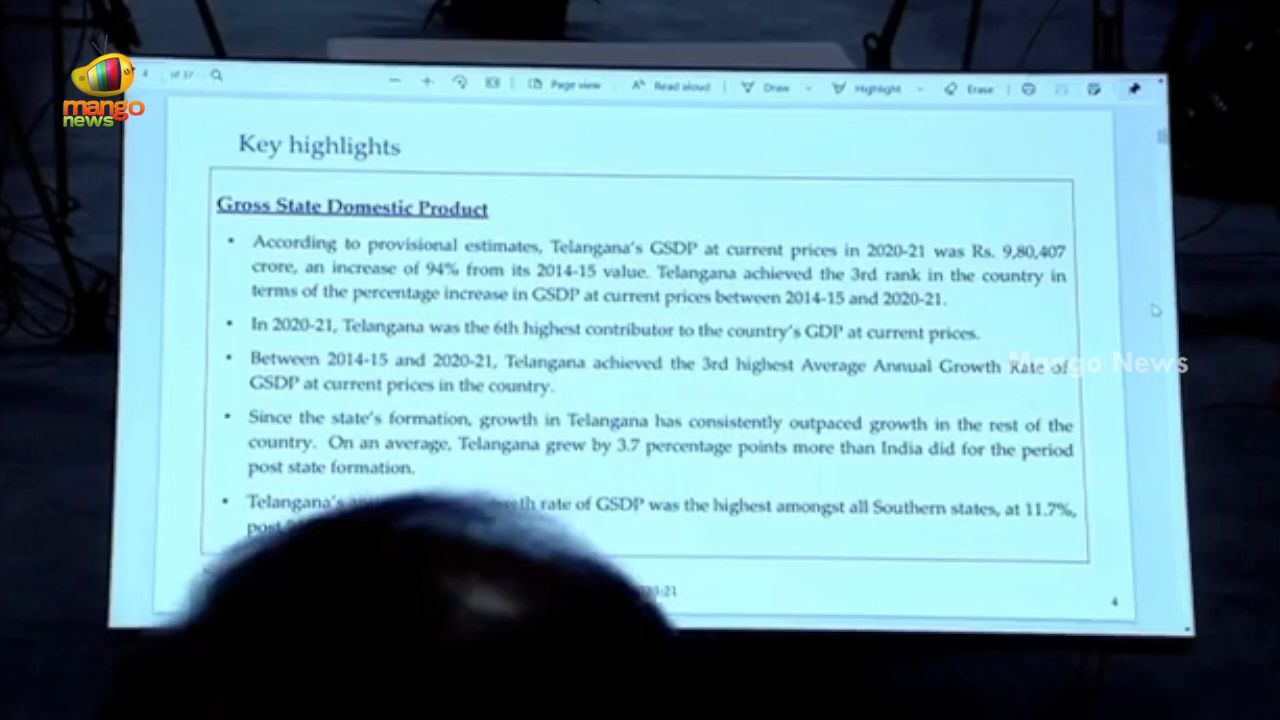 mango
news
4 of 37
Page view
Read aloud
Draw
Highlight
Erase
Key highlights
Gross State Domestic Product
• According to provisional estimates, Telangana's GSDP at current prices in 2020-21 was Rs. 9,80,407
crore, an increase of 94% from its 2014-15 value. Telangana achieved the 3rd rank in the country in
terms of the percentage increase in GSDP at current prices between 2014-15 and 2020-21.
• In 2020-21, Telangana was the 6th highest contributor to the country's GDP at current prices.
• Between 2014-15 and 2020-21, Telangana achieved the 3rd highest Average Annual Growth Rate of
GSDP at current prices in the country.
Mango News
• Since the state's formation, growth in Telangana has consistently outpaced growth in the rest of the
country. On an average, Telangana grew by 3.7 percentage points more than India did for the period
post state formation.
• Telangana's rate of GSDP was the highest amongst all Southern states, at 11.7%,
post
4